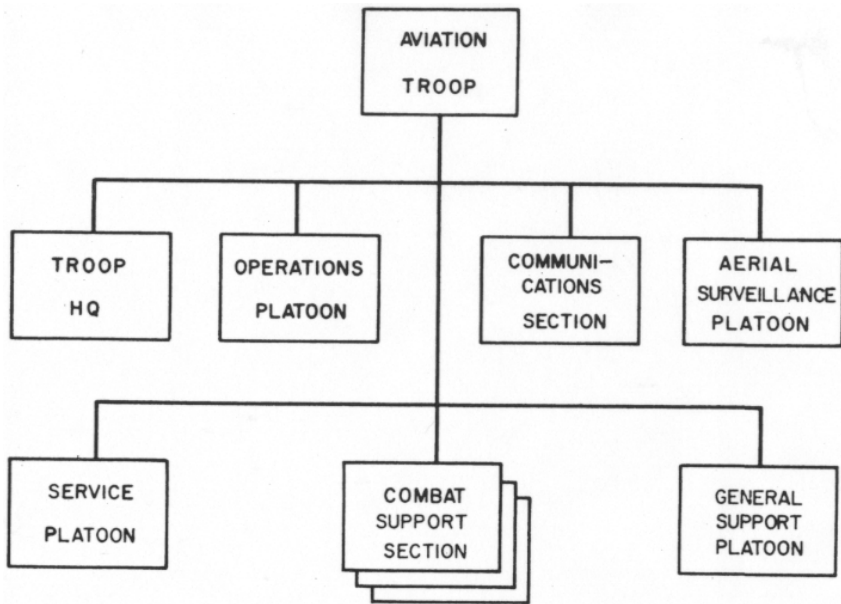 AVIATION
TROOP
TROOP
HQ
OPERATIONS
PLATOON
COMMUNI-
CATIONS
SECTION
AERIAL
SURVEILLANCE
PLATOON
SERVICE
PLATOON
COMBAT
SUPPORT
SECTION
GENERAL
SUPPORT
PLATOON